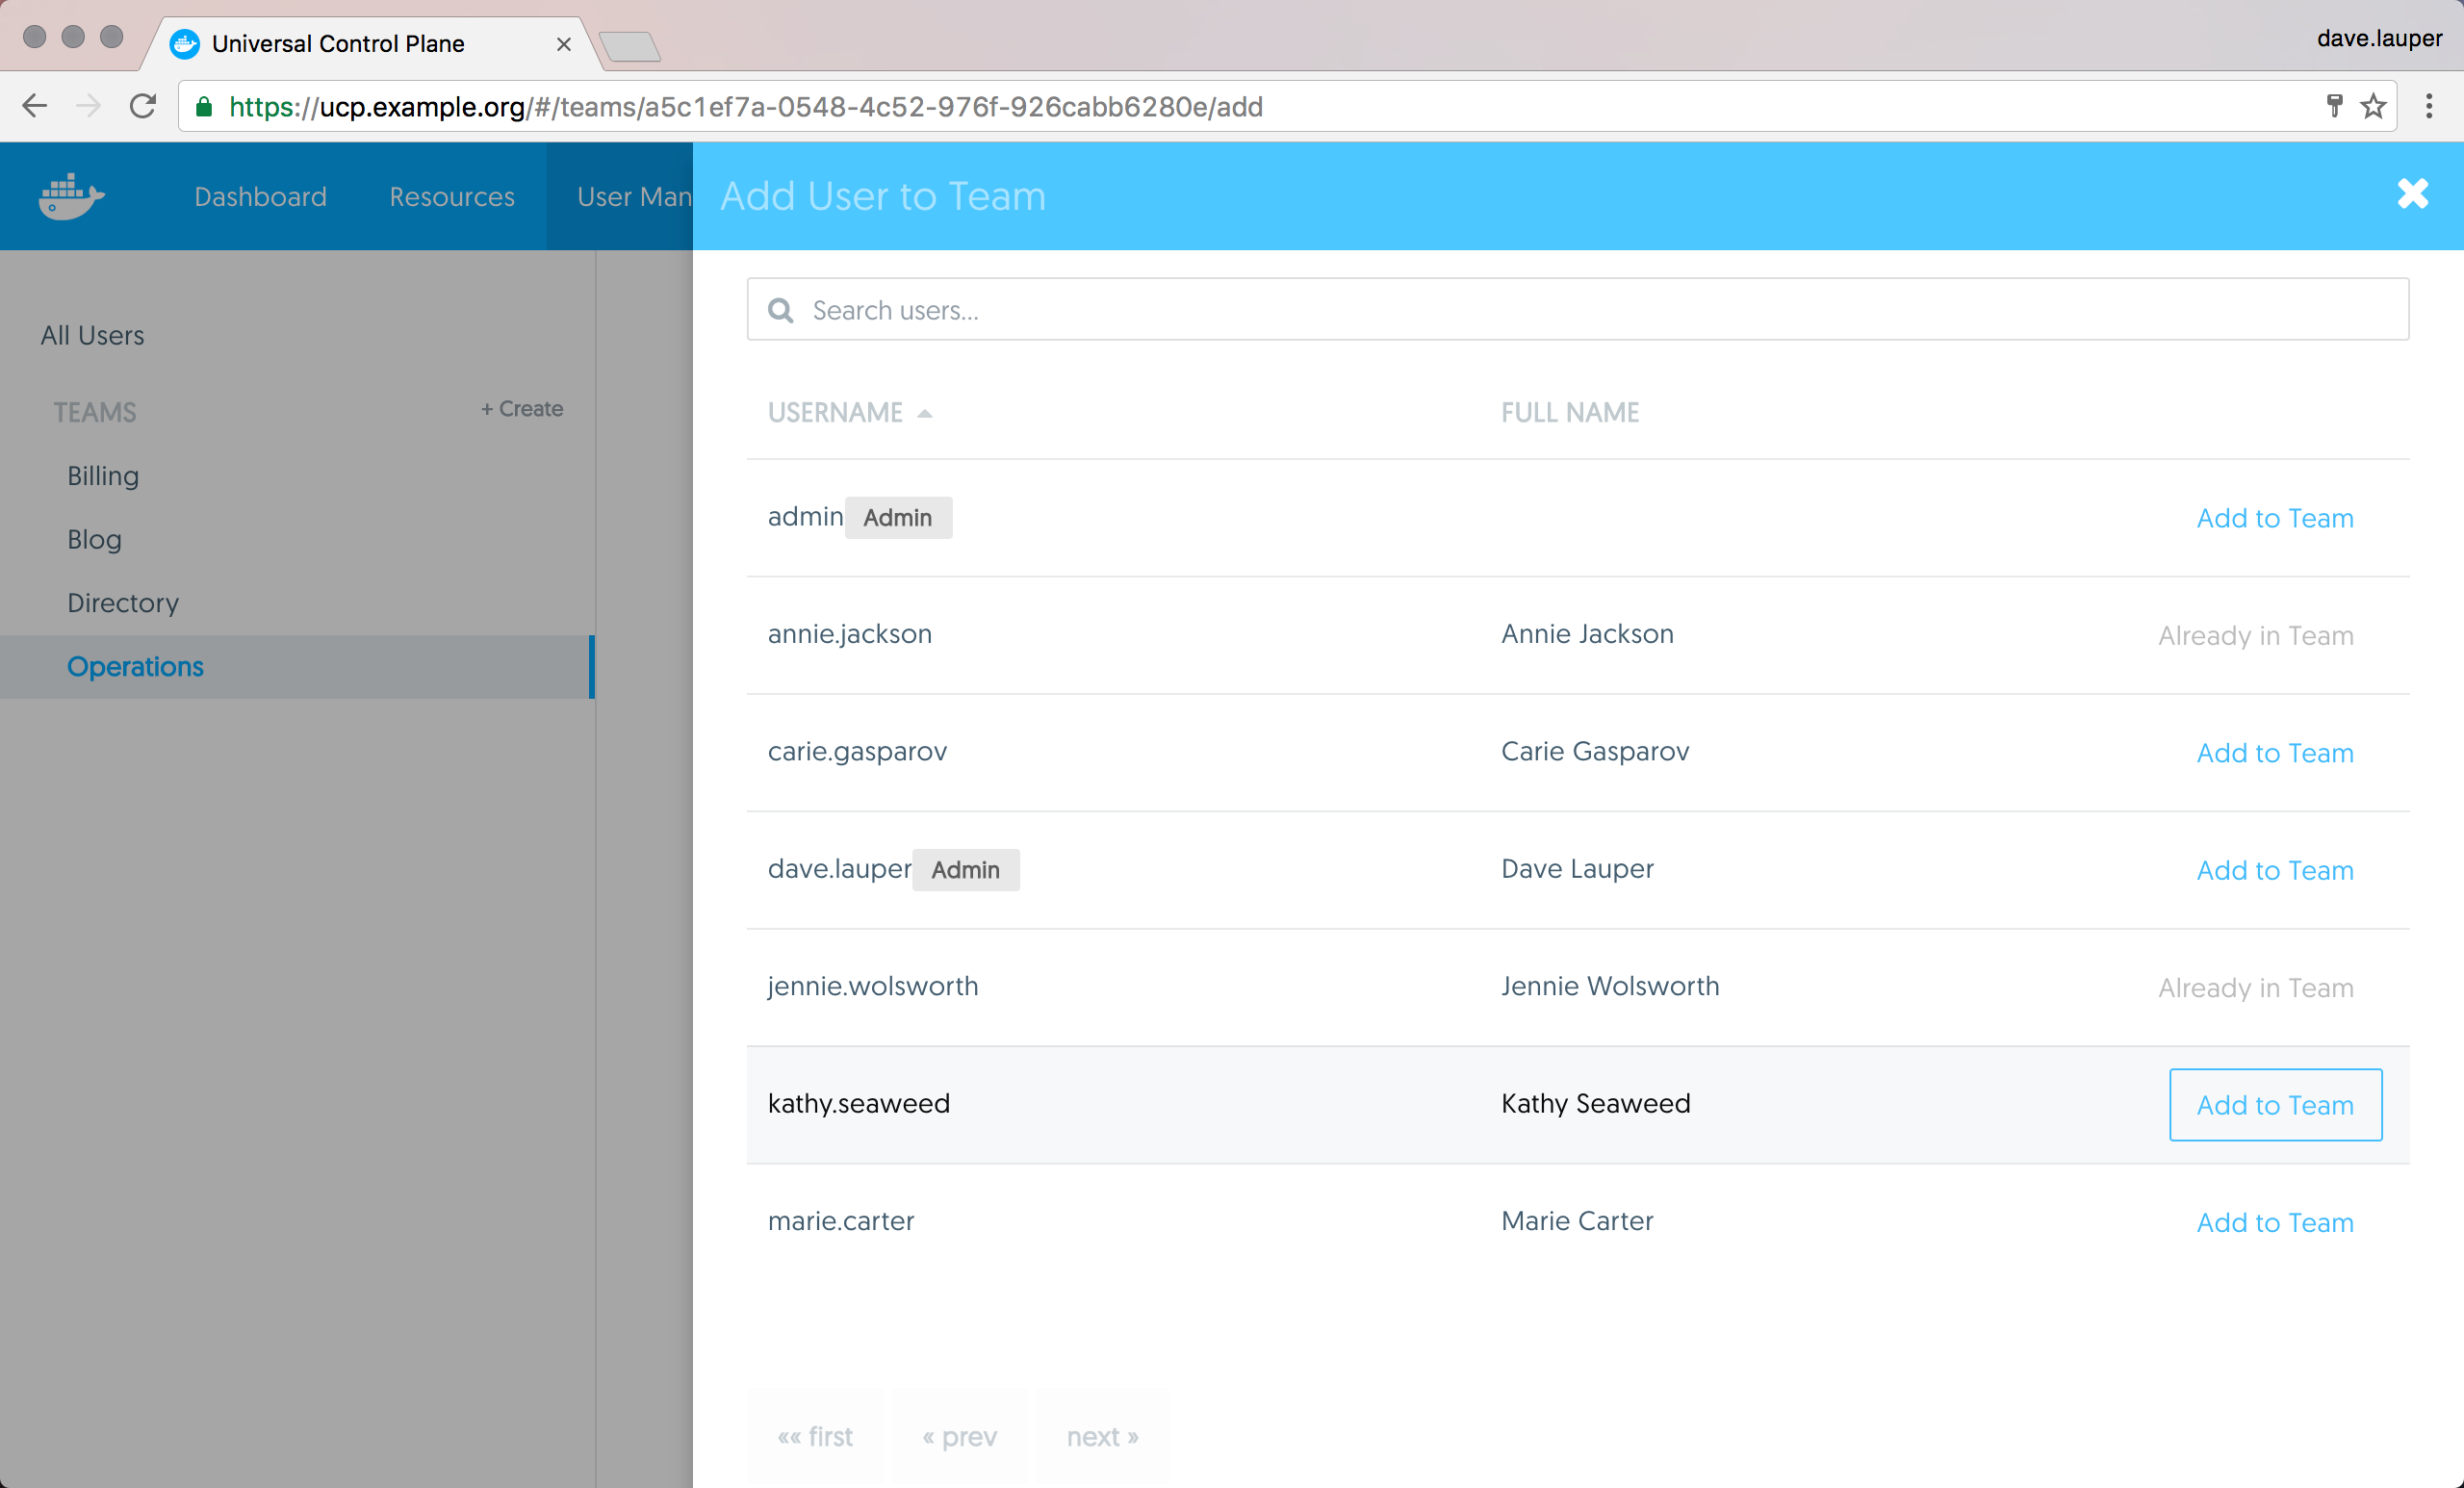 Universal Control Plane
dave.lauper
https://ucp.example.org/#/teams/a5c1ef7a-0548-4c52-976f-926cabb6280e/add
Dashboard Resources User Man
Add User to Team
Search users...
All Users
TEAMS + Create
Billing
Blog
Directory
Operations
USERNAME FULL NAME
admin Admin Add to Team
annie.jackson Annie Jackson Already in Team
carie.gasparov Carie Gasparov Add to Team
dave.lauper Admin Dave Lauper Add to Team
jennie.wolsworth Jennie Wolsworth Already in Team
kathy.seaweed Kathy Seaweed Add to Team
marie.carter Marie Carter Add to Team
«« first « prev next »